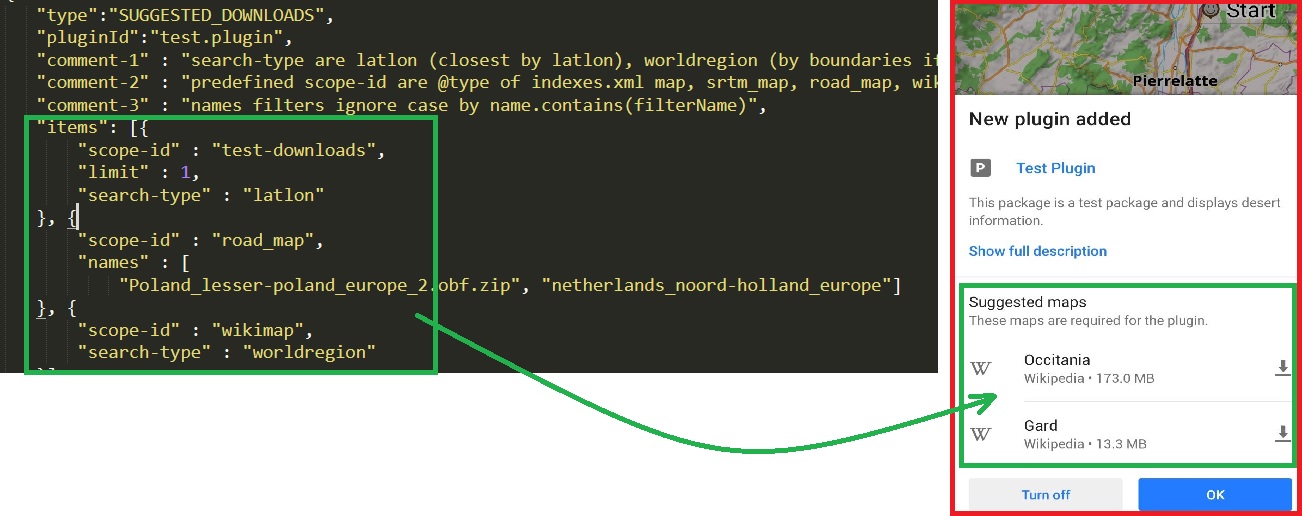 "type":"SUGGESTED_DOWNLOADS",
"pluginId":"test.plugin",
"comment-1" : "search-type are latlon (closest by latlon), worldregion (by boundaries if
"comment-2" : "predefined scope-id are @type of indexes.xml map, srtm_map, road_map, wik
"comment-3" : "names filters ignore case by name.contains(filterName)",
"items": [{
"scope-id" : "test-downloads",
"limit" : 1,
"search-type" : "latlon"
}, {
"scope-id" : "road_map",
"names" : [
"Poland_lesser-poland_europe_2.obf.zip", "netherlands_noord-holland_europe"]
}, {
"scope-id" : "wikimap",
"search-type" : "worldregion"
}]
Start
Pierrelatte
New plugin added
P Test Plugin
This package is a test package and displays desert
information.
Show full description
Suggested maps
These maps are required for the plugin.
W Occitania
Wikipedia • 173.0 MB
W Gard
Wikipedia • 13.3 MB
Turn off OK